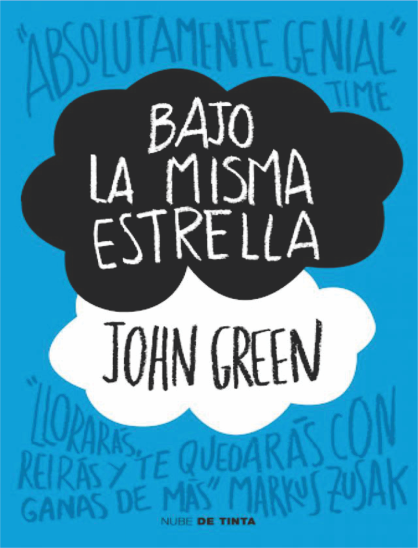 "ABSOLUTAMENTE GENIAL"
TIME
BAJO
LA MISMA
ESTRELLA
JOHN GREEN
"LLORARÁS,
REIRÁS Y TE QUEDARÁS CON
GANAS DE MÁS" MARKUS ZUSAK
NUBE DE TINTA